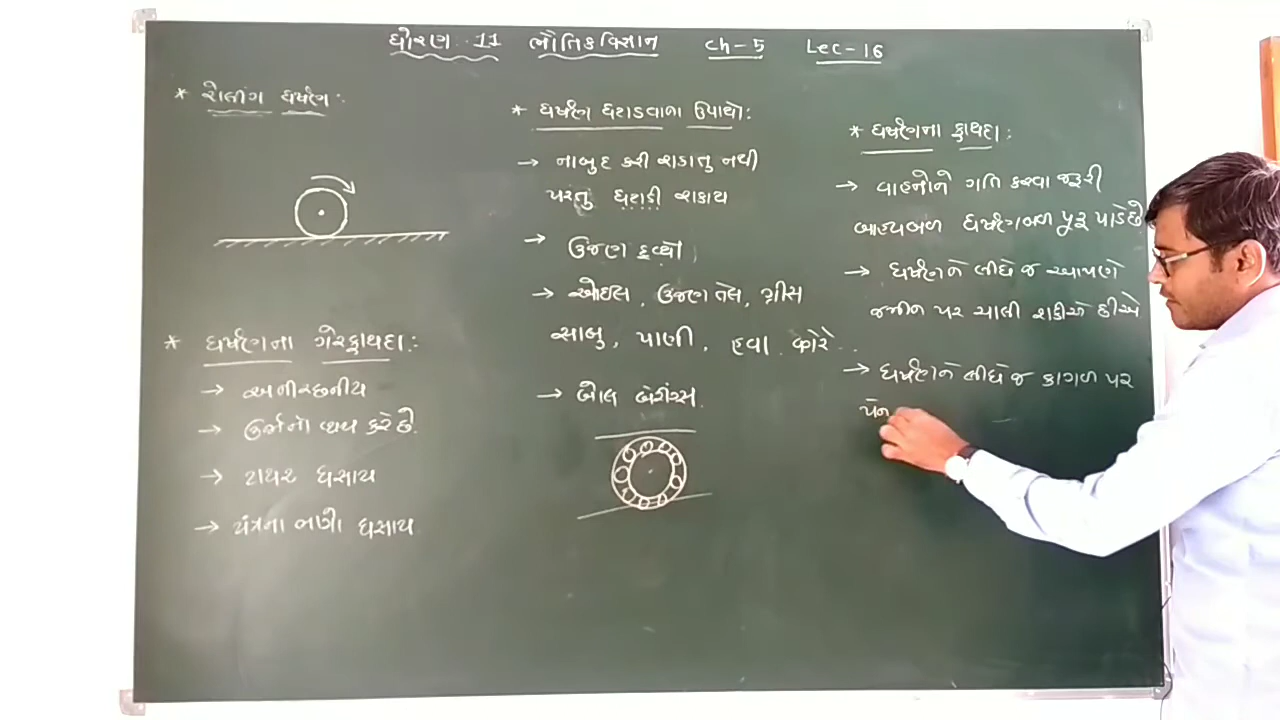 ધોરણ 11 ભૌતિકવિજ્ઞાન Ch-5 Lec-16
* રોલીંગ ઘર્ષણ:
* ઘર્ષણના ગેરફાયદા:
→ અનીચ્છનીય
→ ઉર્જાનો વ્યય કરે છે.
→ ટાયર ઘસાય
→ યંત્રના ભાગો ઘસાય
* ઘર્ષણ ઘટાડવાના ઉપાયો:
→ નાબુદ કરી શકાતુ નથી
પરંતુ ઘટાડી શકાય
→ ઉંજણ દ્રવ્યો
→ ઓઇલ, ઉંજણ તેલ, ગ્રીસ
સાબુ, પાણી, હવા વગેરે..
→ બોલ બેરીંગ્સ.
* ઘર્ષણના ફાયદા:
→ વાહનોને ગતિ કરવા જરૂરી
બાહ્યબળ ઘર્ષણબળ પૂરૂ પાડે છે
→ ઘર્ષણને લીધે જ આપણે
જમીન પર ચાલી શકીએ છીએ
→ ઘર્ષણને લીધે જ કાગળ પર
પેન